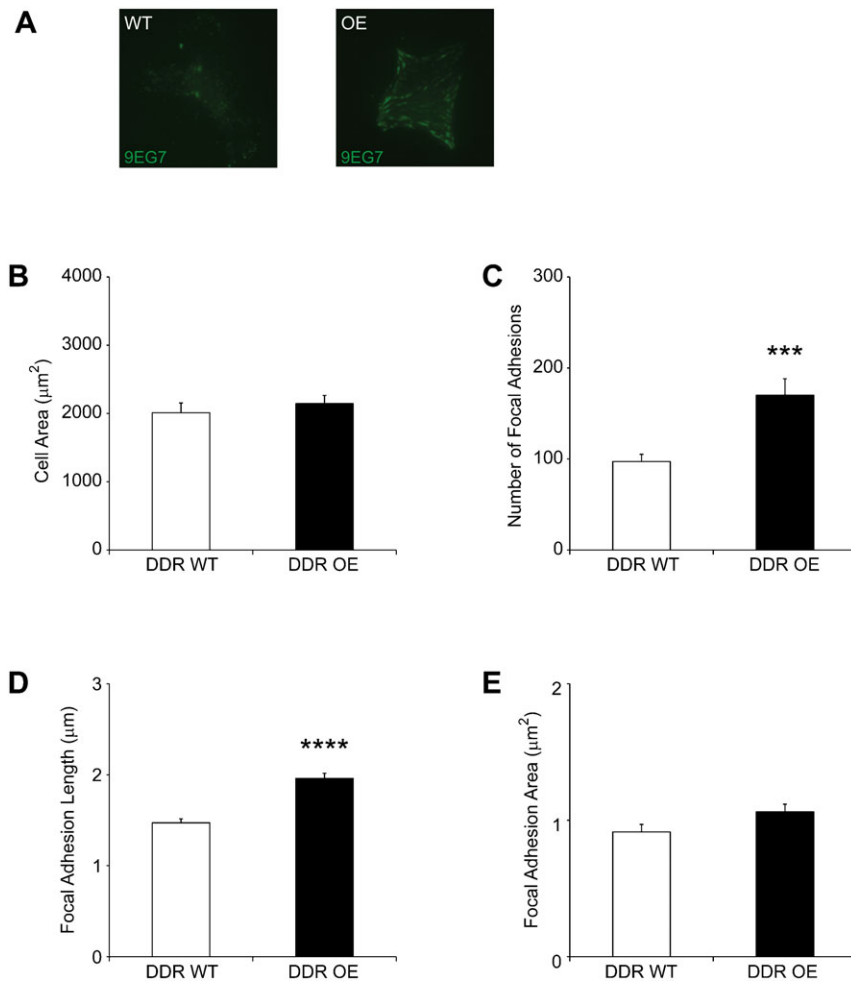 A
WT
9EG7
OE
9EG7
B
Cell Area (μm²)
4000
3000
2000
1000
0
DDR WT
DDR OE
C
Number of Focal Adhesions
300
200
100
0
***
DDR WT
DDR OE
D
Focal Adhesion Length (μm)
3
2
1
0
****
DDR WT
DDR OE
E
Focal Adhesion Area (μm²)
2
1
0
DDR WT
DDR OE